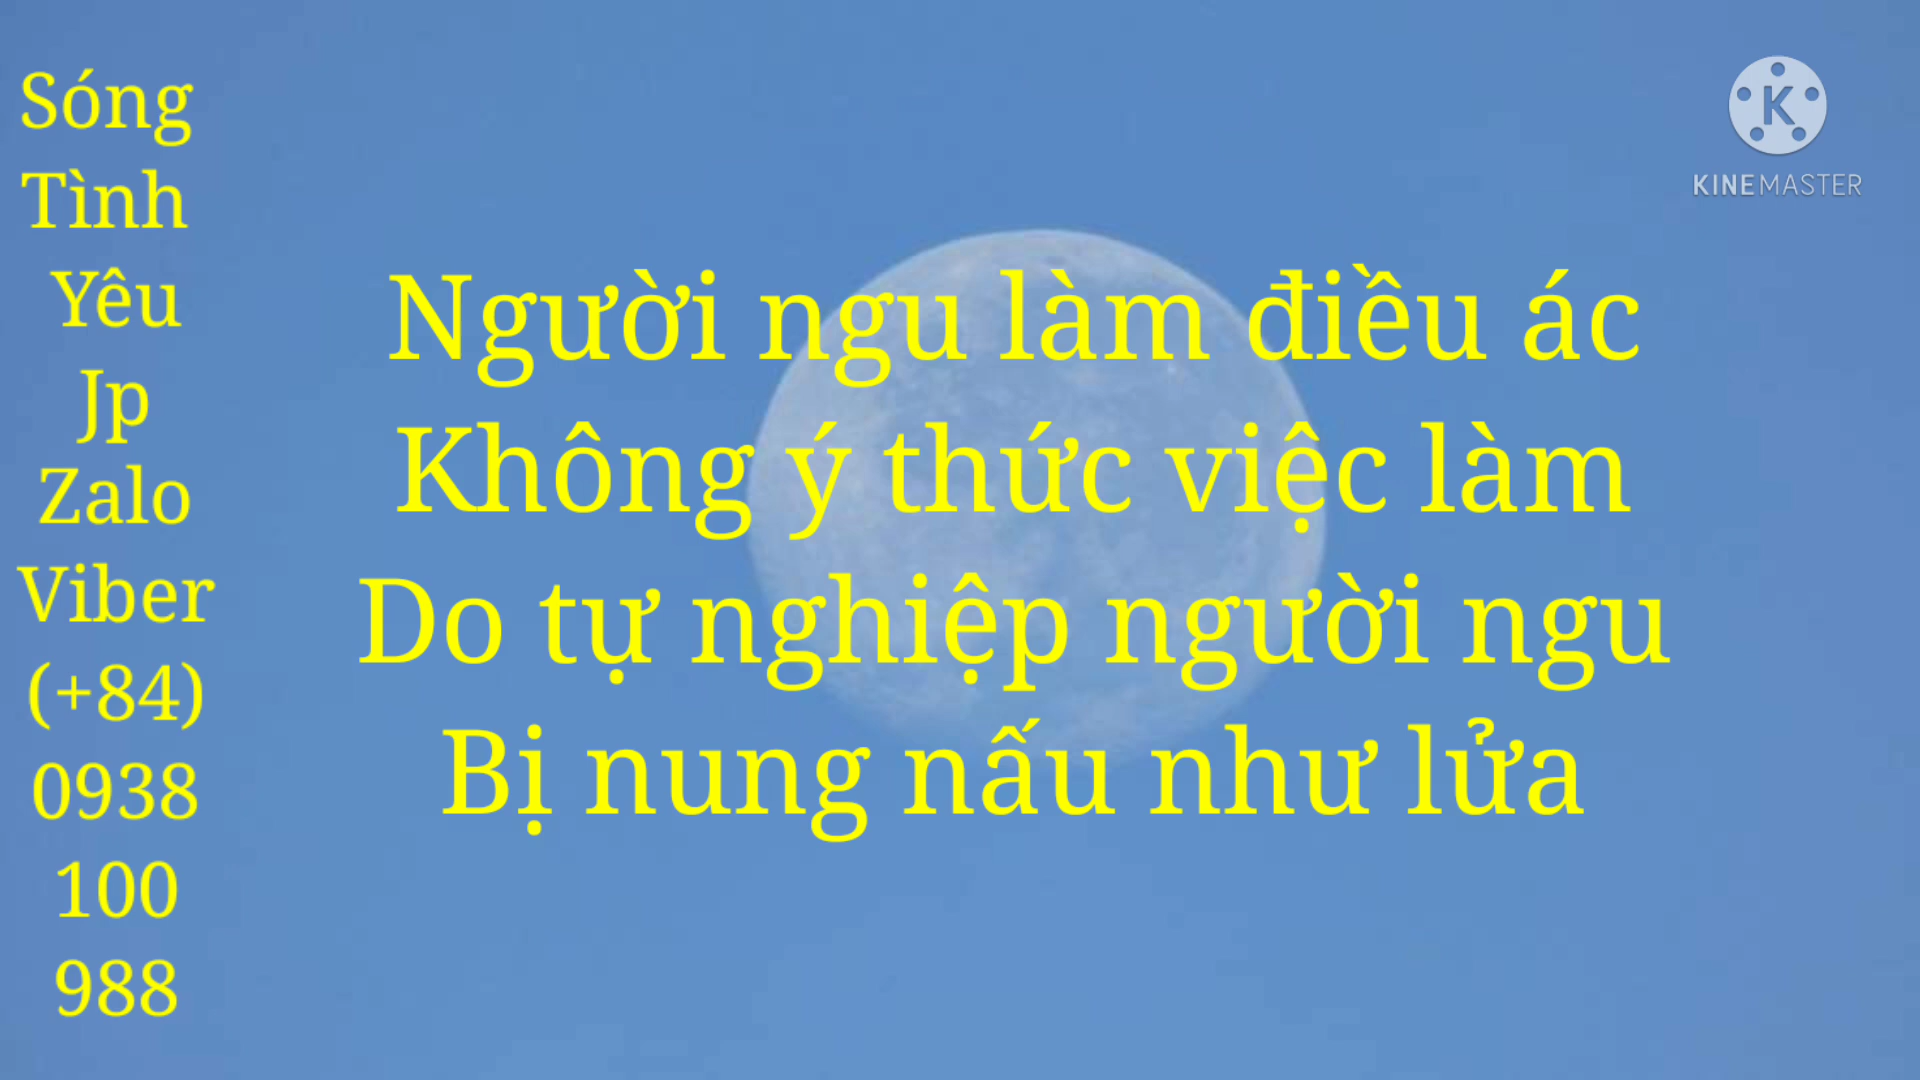 Sóng
Tình
Yêu
Jp
Zalo
Viber
(+84)
0938
100
988
Người ngu làm điều ác
Không ý thức việc làm
Do tự nghiệp người ngu
Bị nung nấu như lửa
K
KINEMASTER